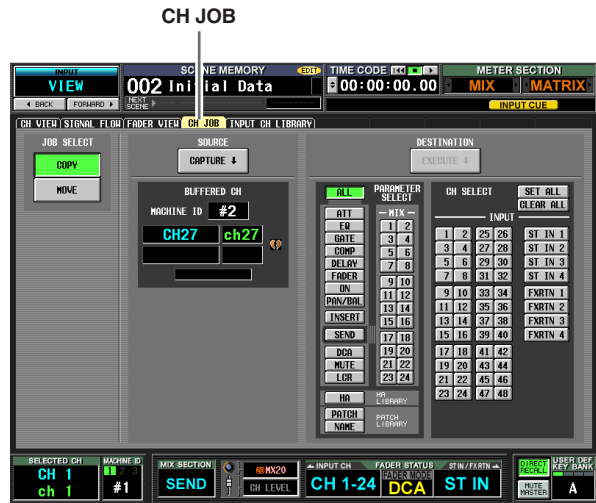 CH JOB
INPUT
VIEW
BACK FORWARD
SCENE MEMORY EDIT
002 Initial Data
NEXT SCENE
TIME CODE
00:00:00.00
METER SECTION
MIX MATRIX
INPUT CUE
CH VIEW SIGNAL FLOW FADER VIEW CH JOB INPUT CH LIBRARY
JOB SELECT
COPY
MOVE
SOURCE
CAPTURE ↓
BUFFERED CH
MACHINE ID #2
CH27 ch27
DESTINATION
EXECUTE ↓
ALL
ATT
EQ
GATE
COMP
DELAY
FADER
ON
PAN/BAL
INSERT
SEND
DCA
MUTE
LCR
HA HA LIBRARY
PATCH PATCH LIBRARY
NAME
PARAMETER SELECT
MIX
1 2
3 4
5 6
7 8
9 10
11 12
13 14
15 16
17 18
19 20
21 22
23 24
CH SELECT
SET ALL
CLEAR ALL
INPUT
1 2 25 26 ST IN 1
3 4 27 28 ST IN 2
5 6 29 30 ST IN 3
7 8 31 32 ST IN 4
9 10 33 34 FXRTN 1
11 12 35 36 FXRTN 2
13 14 37 38 FXRTN 3
15 16 39 40 FXRTN 4
17 18 41 42
19 20 43 44
21 22 45 46
23 24 47 48
SELECTED CH
CH 1
ch 1
MACHINE ID
1 2 3
#1
MIX SECTION
SEND
MX20
CH LEVEL
INPUT CH FADER STATUS ST IN/FXRTN
CH 1-24
FADER MODE
DCA
ST IN
DIRECT RECALL
MUTE MASTER
USER DEF KEY BANK
A